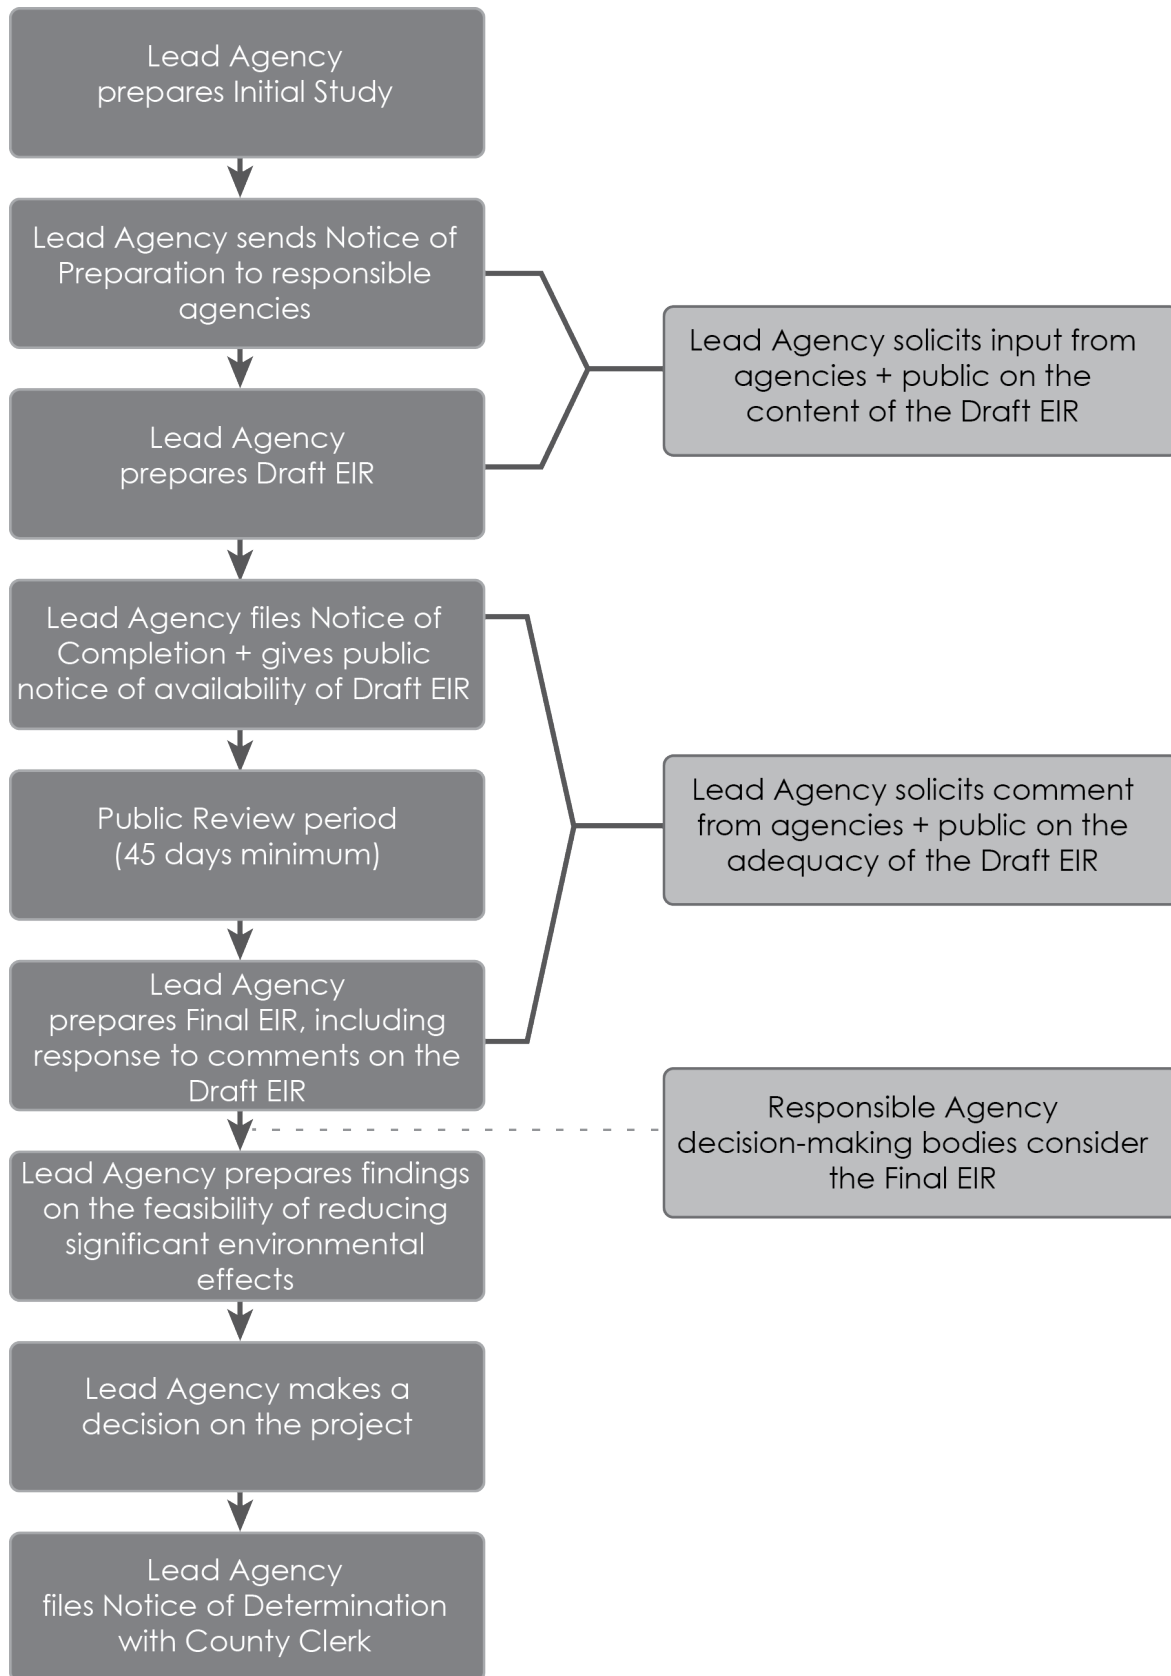 Lead Agency
prepares Initial Study
Lead Agency sends Notice of
Preparation to responsible
agencies
Lead Agency solicits input from
agencies + public on the
content of the Draft EIR
Lead Agency
prepares Draft EIR
Lead Agency files Notice of
Completion + gives public
notice of availability of Draft EIR
Public Review period
(45 days minimum)
Lead Agency solicits comment
from agencies + public on the
adequacy of the Draft EIR
Lead Agency
prepares Final EIR, including
response to comments on the
Draft EIR
Responsible Agency
decision-making bodies consider
the Final EIR
Lead Agency prepares findings
on the feasibility of reducing
significant environmental
effects
Lead Agency makes a
decision on the project
Lead Agency
files Notice of Determination
with County Clerk